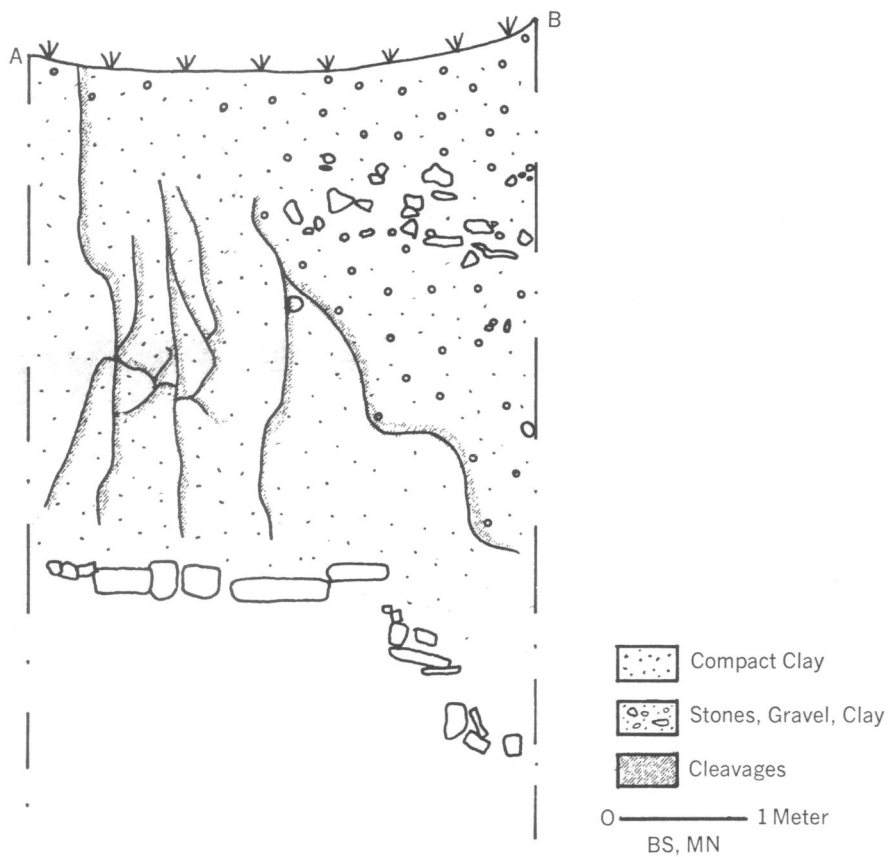 A
B
Compact Clay
Stones, Gravel, Clay
Cleavages
0 1 Meter
BS, MN